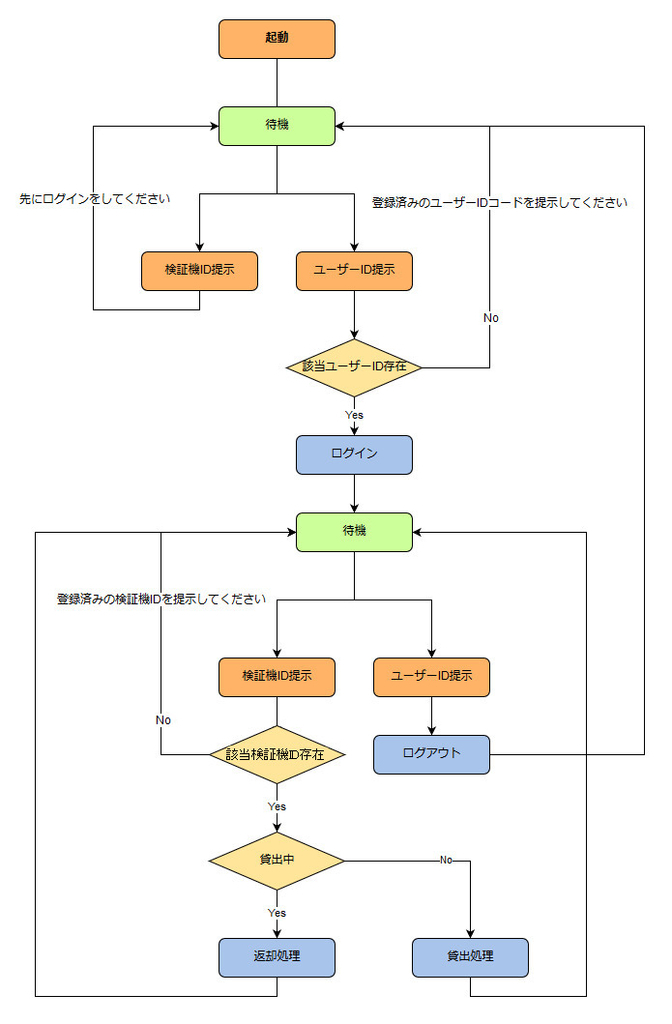 起動
待機
先にログインをしてください
登録済みのユーザーIDコードを提示してください
検証機ID提示
ユーザーID提示
No
該当ユーザーID存在
Yes
ログイン
待機
登録済みの検証機IDを提示してください
検証機ID提示
ユーザーID提示
No
該当検証機ID存在
ログアウト
Yes
貸出中
No
Yes
返却処理
貸出処理